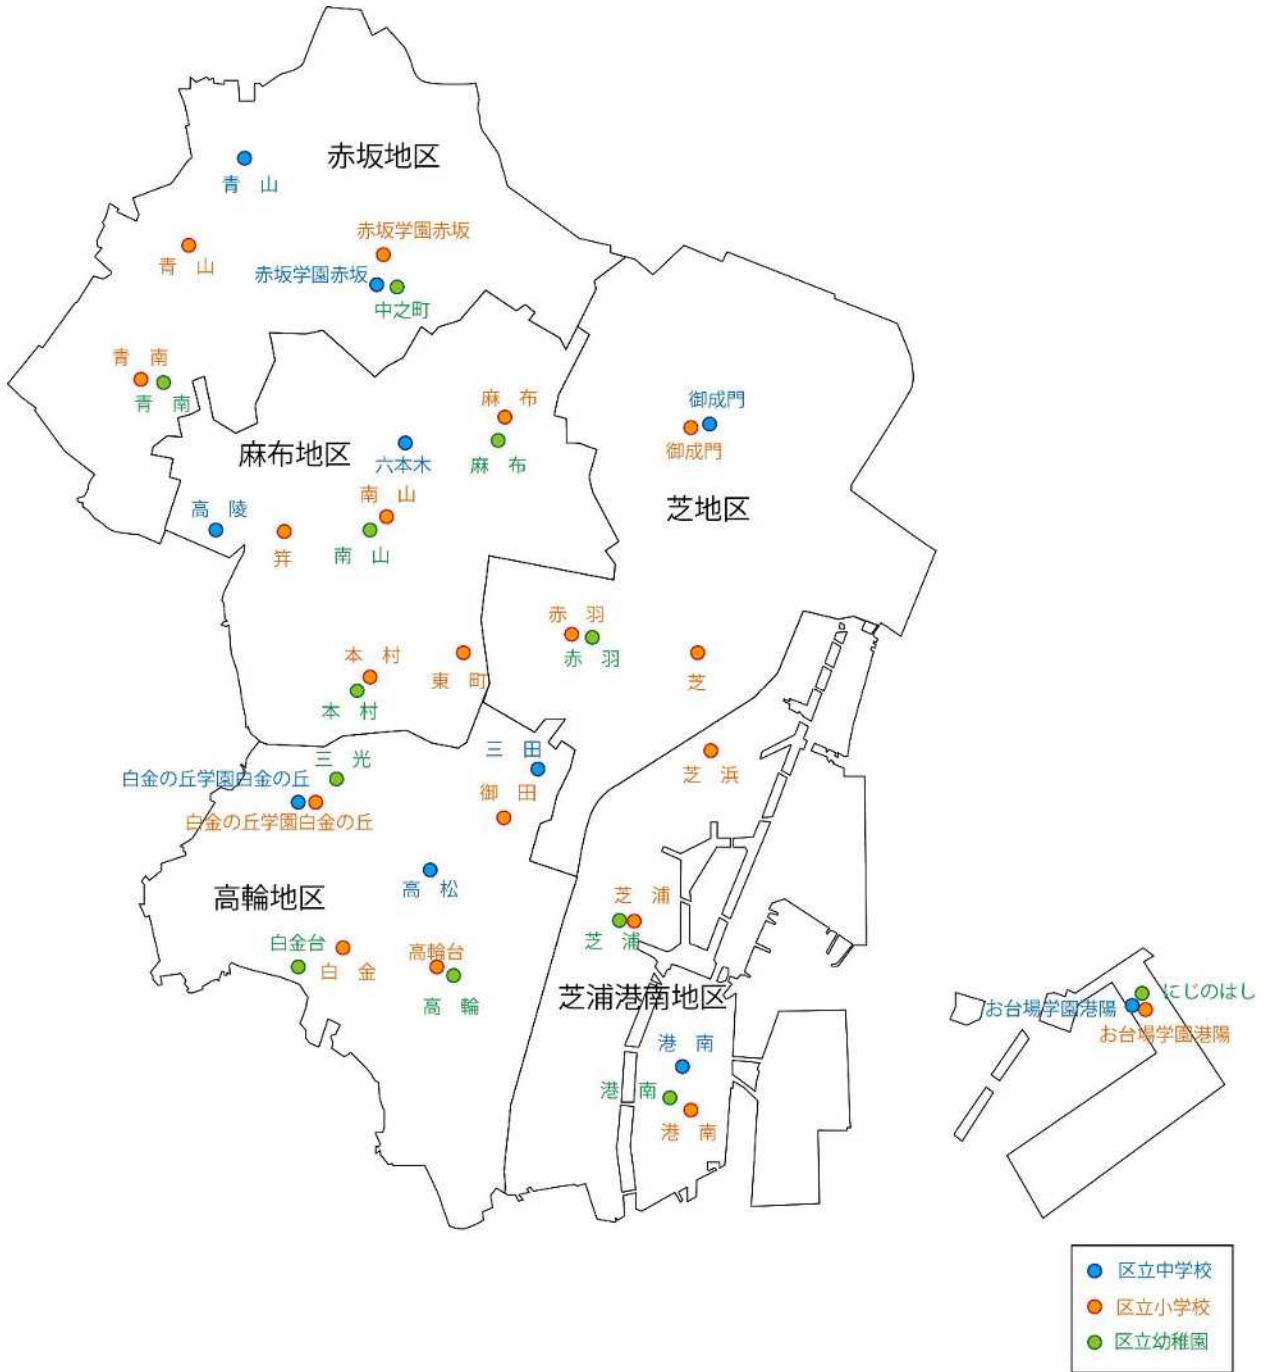 赤坂地区
青　山
赤坂学園赤坂
青　山
赤坂学園赤坂
中之町
青　南
青　南
麻　布
御成門
麻布地区
六本木
麻　布
御成門
南　山
高　陵
芝地区
笄
南　山
赤　羽
本　村
赤　羽
東　町
芝
本　村
三　田
三　光
芝　浜
白金の丘学園白金の丘
御　田
白金の丘学園白金の丘
高　松
高輪地区
芝　浦
白金台
芝　浦
高輪台
白　金
高　輪
芝浦港南地区
にじのはし
お台場学園港陽
お台場学園港陽
港　南
港　南
港　南
区立中学校
区立小学校
区立幼稚園